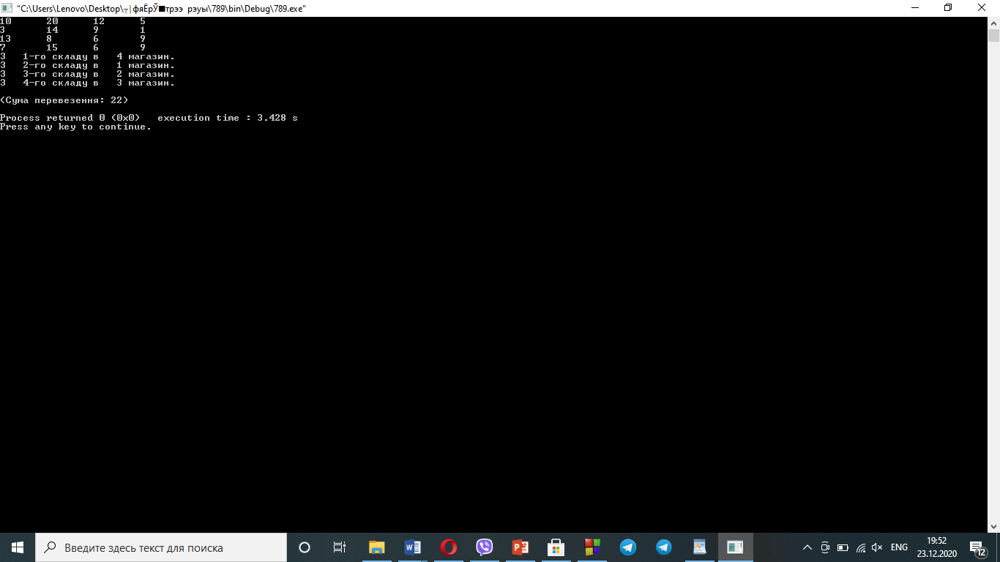 "C:\Users\Lenovo\Desktop\┬│фяЁрЎ■трээ рэуы\789\bin\Debug\789.exe"
10 20 12 5
3 14 9 1
13 8 6 9
7 15 6 9
3 1-го складу в 4 магазин.
3 2-го складу в 1 магазин.
3 3-го складу в 2 магазин.
3 4-го складу в 3 магазин.
(Сума перевезення: 22)
Process returned 0 (0x0) execution time : 3.428 s
Press any key to continue.
Введите здесь текст для поиска
ENG
19:52
23.12.2020
12